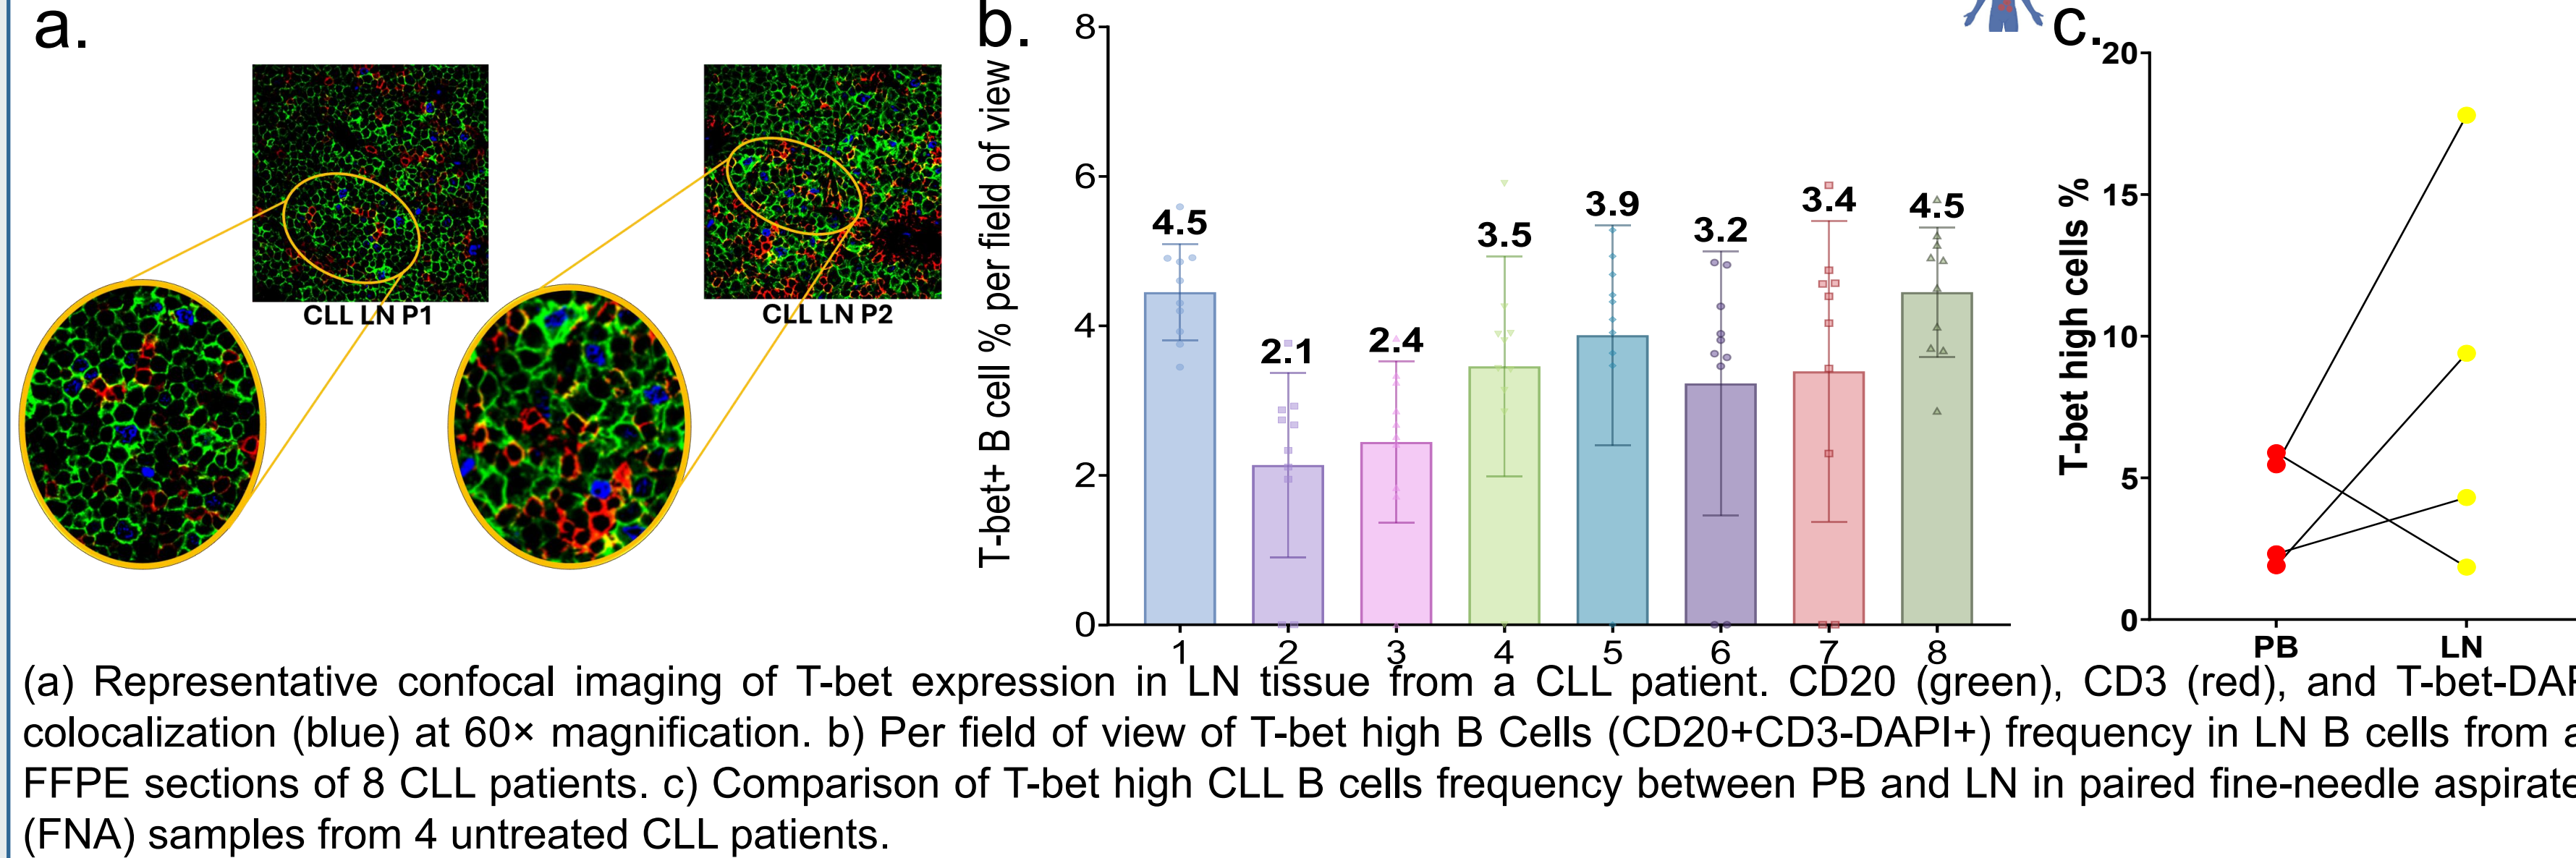 a.
CLL LN P1
CLL LN P2
b.
T-bet+ B cell % per field of view
8
6
4
2
0
4.5
2.1
2.4
3.5
3.9
3.2
3.4
4.5
1 2 3 4 5 6 7 8
c.
T-bet high cells %
20
15
10
5
0
PB LN
(a) Representative confocal imaging of T-bet expression in LN tissue from a CLL patient. CD20 (green), CD3 (red), and T-bet-DAP
colocalization (blue) at 60× magnification. b) Per field of view of T-bet high B Cells (CD20+CD3-DAPI+) frequency in LN B cells from a
FFPE sections of 8 CLL patients. c) Comparison of T-bet high CLL B cells frequency between PB and LN in paired fine-needle aspirate
(FNA) samples from 4 untreated CLL patients.